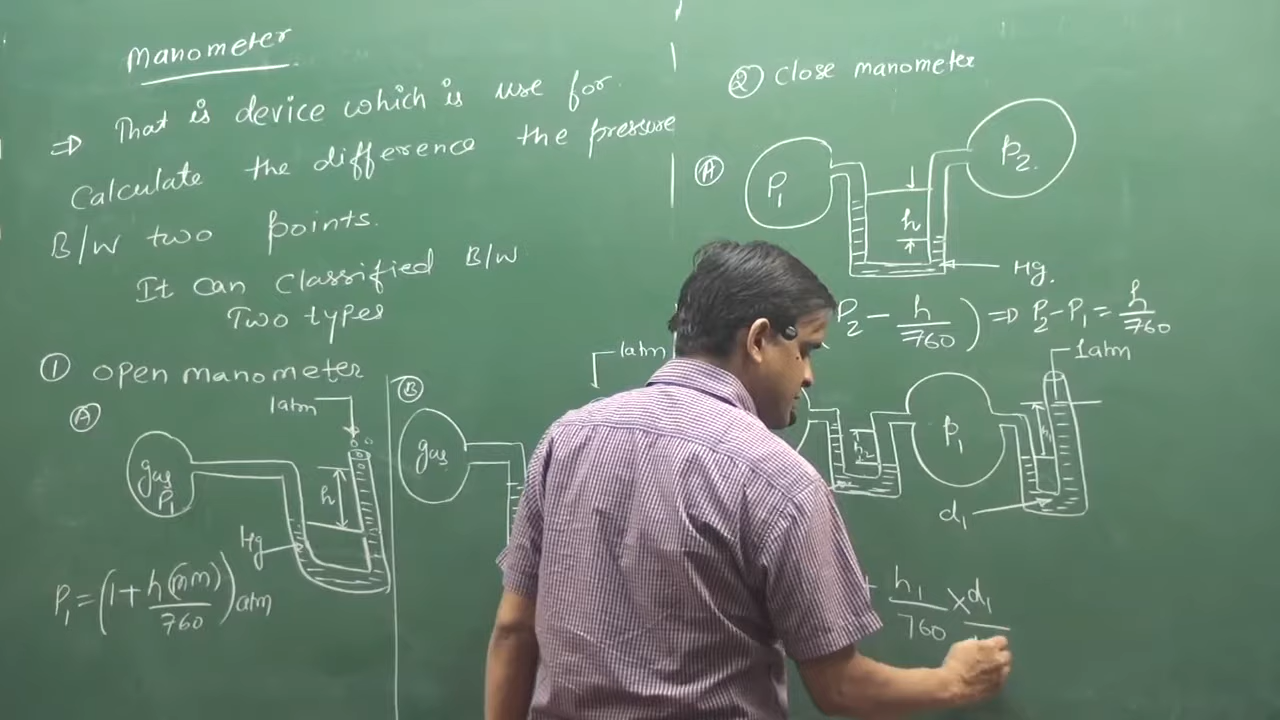 Manometer
⇒ That is device which is use for
Calculate the difference the pressure
B/W two points.
It can classified B/W
Two types
① open manometer
Ⓐ
1atm
gas
P₁
h
Hg
P₁ = (1 + h(mm)/760) atm
Ⓑ
1atm
gas
② close manometer
Ⓐ
P₁
P₂
h
Hg.
P₂ − h/760) ⇒ P₂ − P₁ = h/760
1atm
h₂
P₁
h₁
d₁
+ h₁/760 × d₁